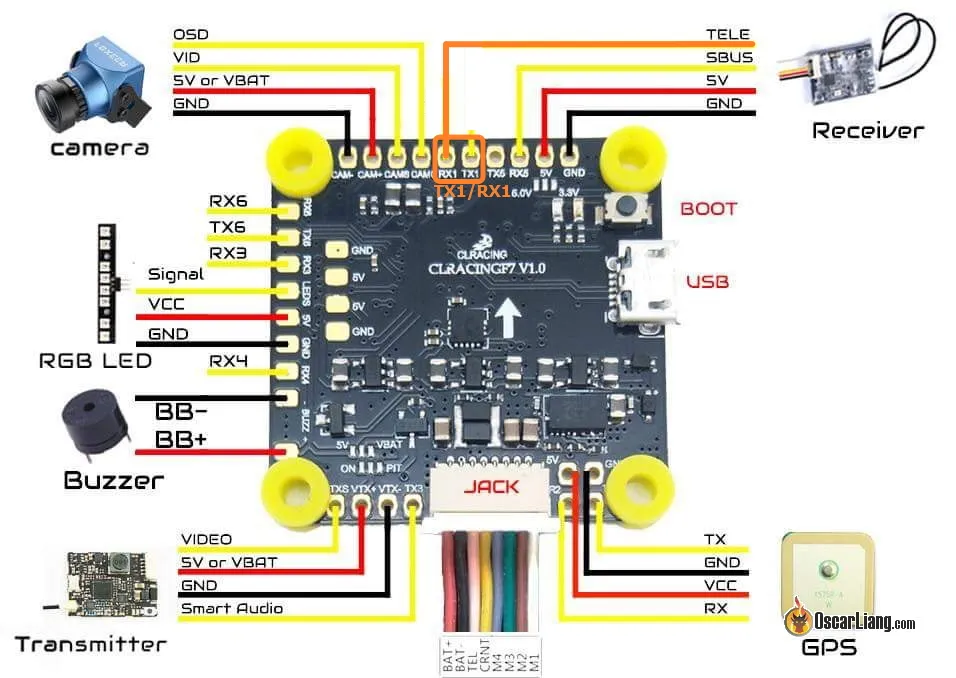 OSD
VID
5V or VBAT
GND
camera
TELE
SBUS
5V
GND
Receiver
CAM-
CAM+
CAMS
RX1
TX1
TX5
RX5
5V
GND
TX1/RX1
6.0V
3.3V
BOOT
USB
RX6
TX6
RX3
Signal
VCC
GND
RX4
RGB LED
RX6
TX6
RX3
LEDS
5V
GND
RX4
-
BUZZ
+
GND
5V
5V
GND
CLRACING
CLRACINGF7 V1.0
BB-
BB+
Buzzer
5V
VBAT
ON
PIT
5V
JACK
TXS
VTX+
VTX-
TX3
R2
VIDEO
5V or VBAT
GND
Smart Audio
Transmitter
BAT+
BAT-
TEL
CRNT
M4
M3
M2
M1
TX
GND
VCC
RX
GPS
OscarLiang.com